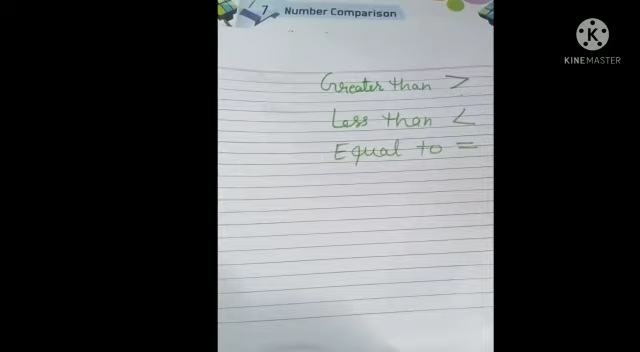 7 Number Comparison
K
KINEMASTER
Greater than >
Less than <
Equal to =